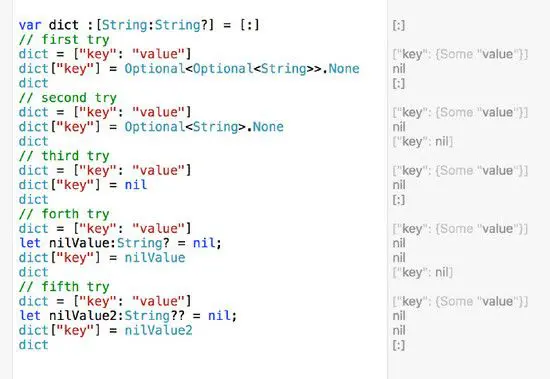 var dict :[String:String?] = [:]
[:]
// first try
dict = ["key": "value"]
["key": {Some "value"}]
dict["key"] = Optional<Optional<String>>.None
nil
dict
[:]
// second try
dict = ["key": "value"]
["key": {Some "value"}]
dict["key"] = Optional<String>.None
nil
dict
["key": nil]
// third try
dict = ["key": "value"]
["key": {Some "value"}]
dict["key"] = nil
nil
dict
[:]
// forth try
dict = ["key": "value"]
["key": {Some "value"}]
let nilValue:String? = nil;
nil
dict["key"] = nilValue
nil
dict
["key": nil]
// fifth try
dict = ["key": "value"]
["key": {Some "value"}]
let nilValue2:String?? = nil;
nil
dict["key"] = nilValue2
nil
dict
[:]